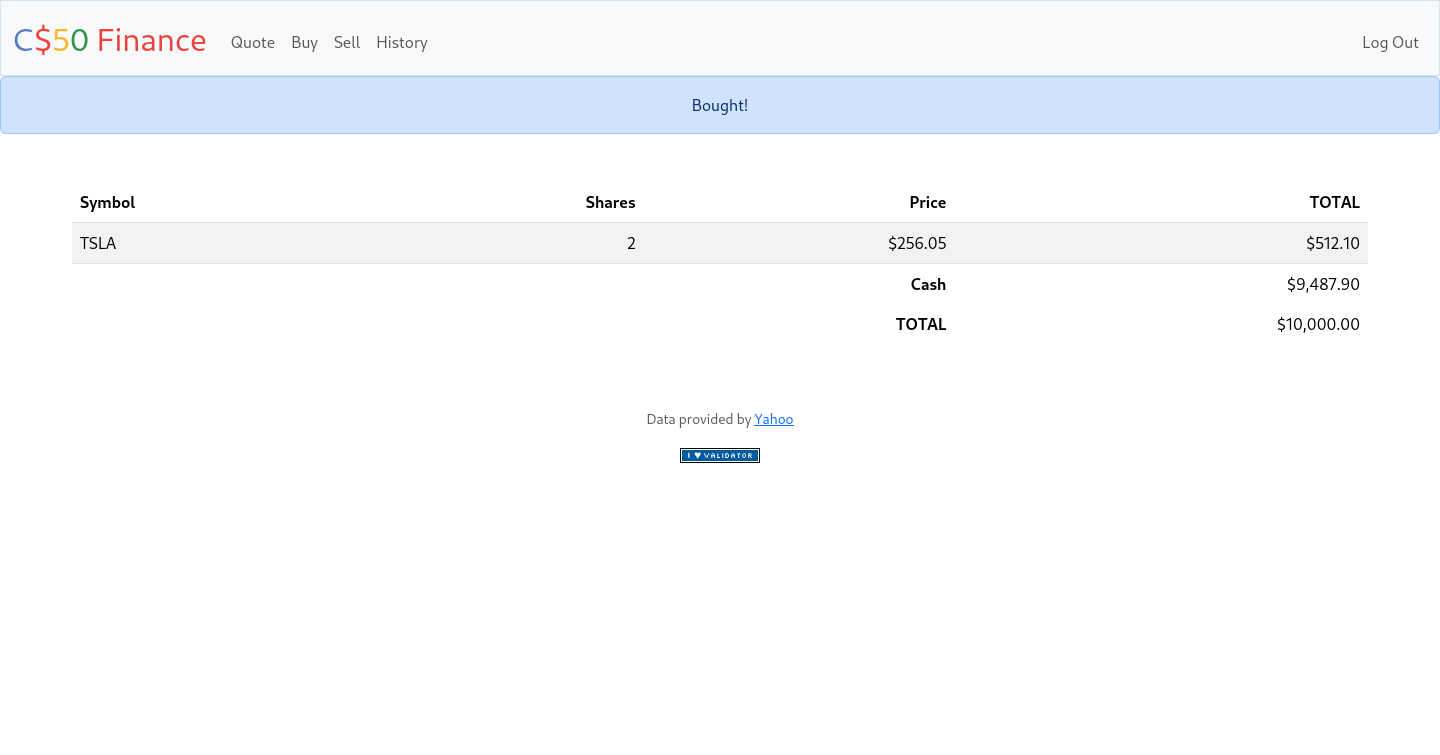 C$50 Finance Quote Buy Sell History Log Out
Bought!
Symbol Shares Price TOTAL
TSLA 2 $256.05 $512.10
Cash $9,487.90
TOTAL $10,000.00
Data provided by Yahoo
I ♥ VALIDATOR